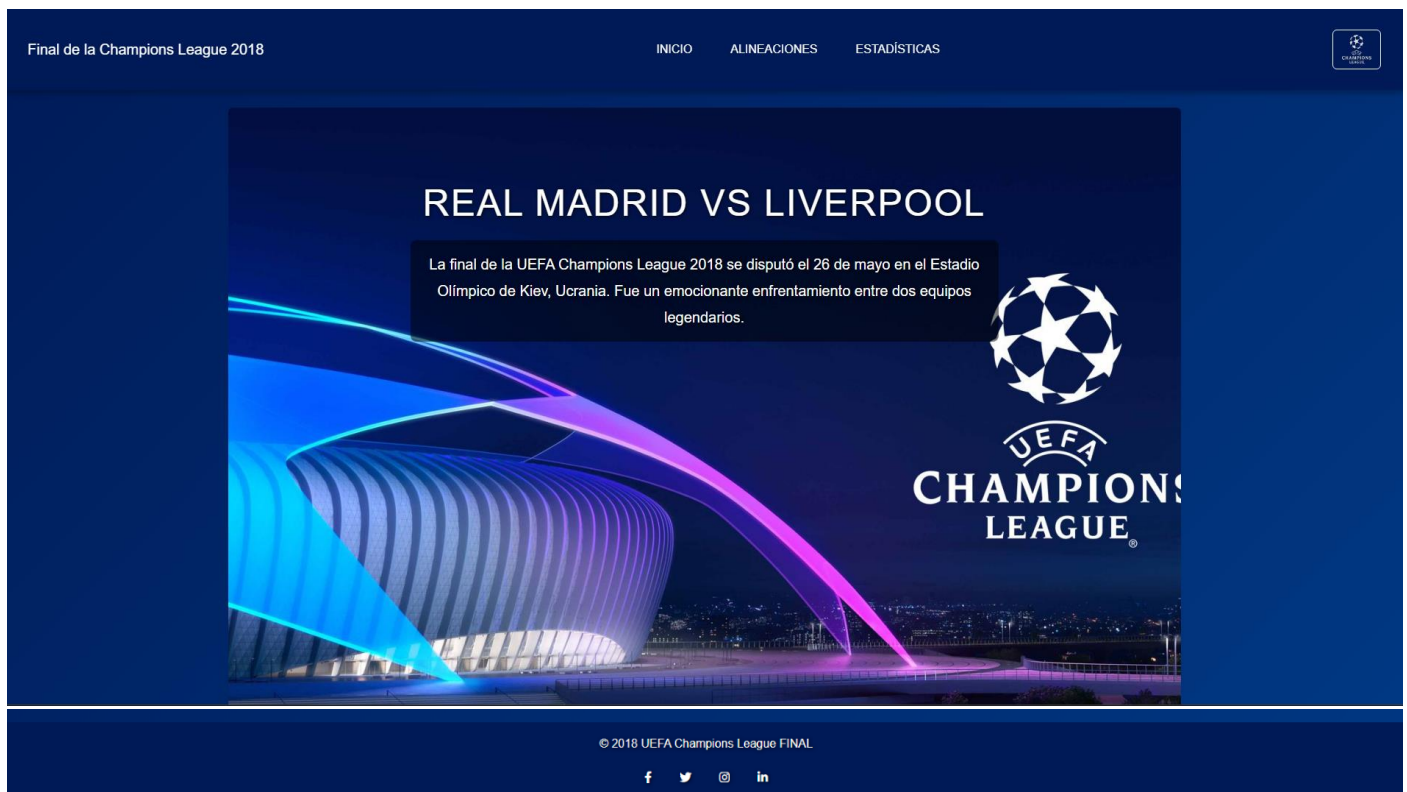 Final de la Champions League 2018
INICIO ALINEACIONES ESTADÍSTICAS
CHAMPIONS
LEAGUE
REAL MADRID VS LIVERPOOL
La final de la UEFA Champions League 2018 se disputó el 26 de mayo en el Estadio
Olímpico de Kiev, Ucrania. Fue un emocionante enfrentamiento entre dos equipos
legendarios.
UEFA
CHAMPIONS
LEAGUE®
© 2018 UEFA Champions League FINAL